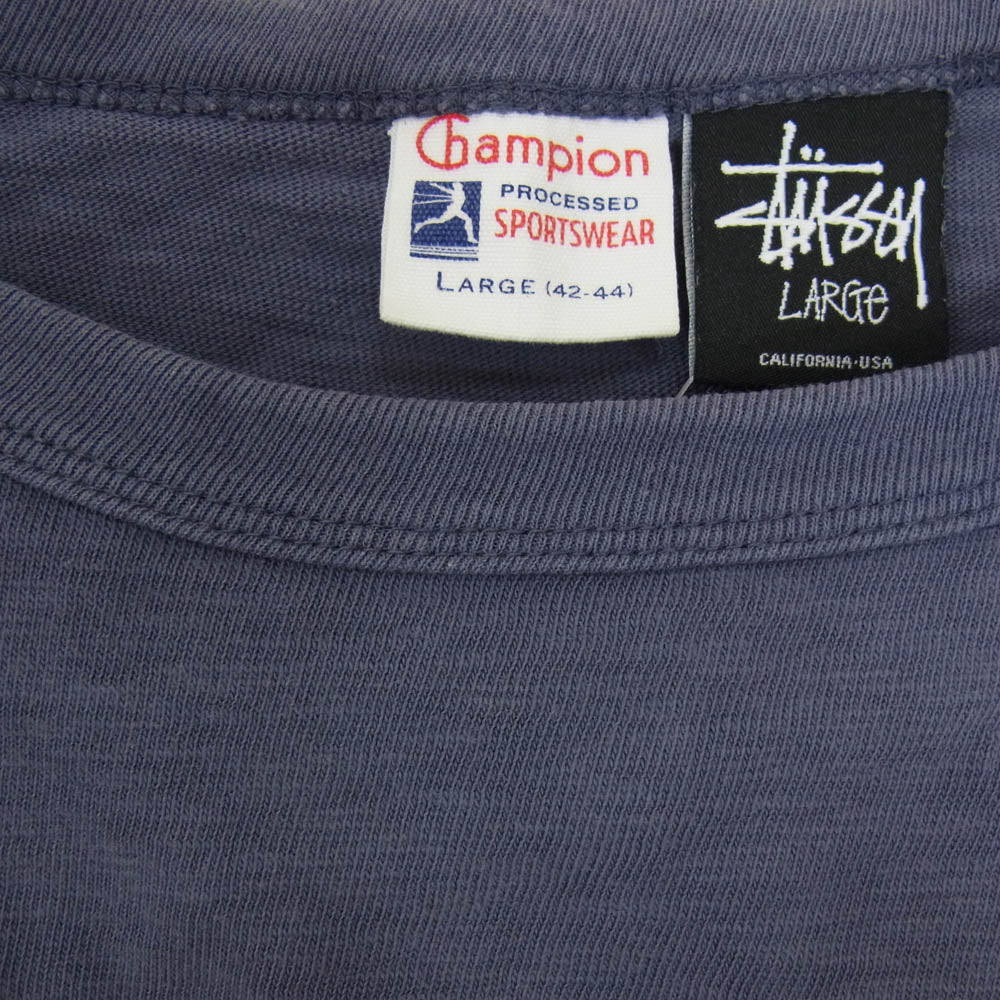 Champion
PROCESSED
SPORTSWEAR
LARGE (42-44)
Stüssy
LARGE
CALIFORNIA·USA